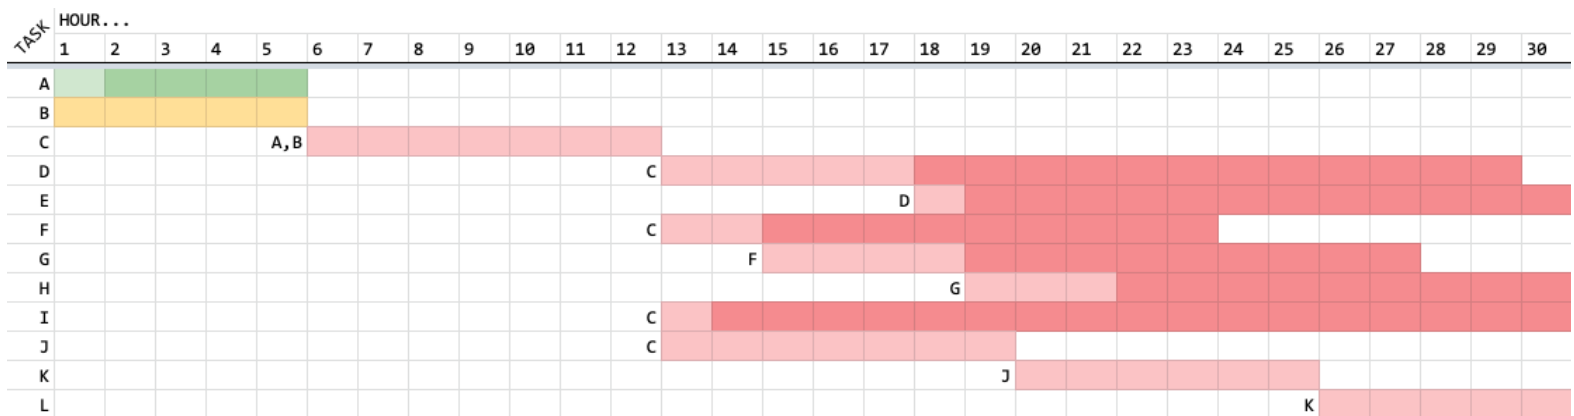 TASK
HOUR...
1 2 3 4 5 6 7 8 9 10 11 12 13 14 15 16 17 18 19 20 21 22 23 24 25 26 27 28 29 30
A
B
C A,B
D C
E D
F C
G F
H G
I C
J C
K J
L K